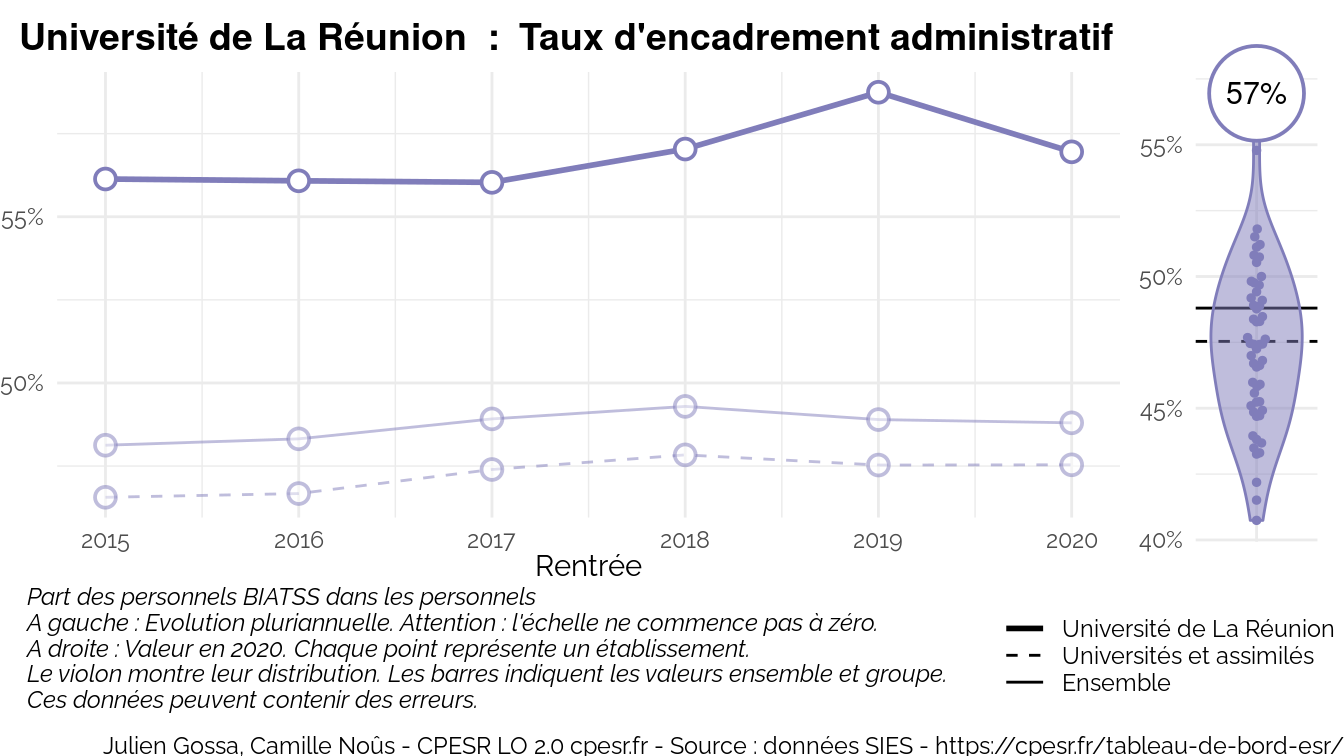 Université de La Réunion : Taux d'encadrement administratif
57%
55%
50%
55%
50%
45%
40%
2015 2016 2017 2018 2019 2020
Rentrée
Part des personnels BIATSS dans les personnels
A gauche : Evolution pluriannuelle. Attention : l'échelle ne commence pas à zéro.
A droite : Valeur en 2020. Chaque point représente un établissement.
Le violon montre leur distribution. Les barres indiquent les valeurs ensemble et groupe.
Ces données peuvent contenir des erreurs.
Université de La Réunion
Universités et assimilés
Ensemble
Julien Gossa, Camille Noûs - CPESR LO 2.0 cpesr.fr - Source : données SIES - https://cpesr.fr/tableau-de-bord-esr/